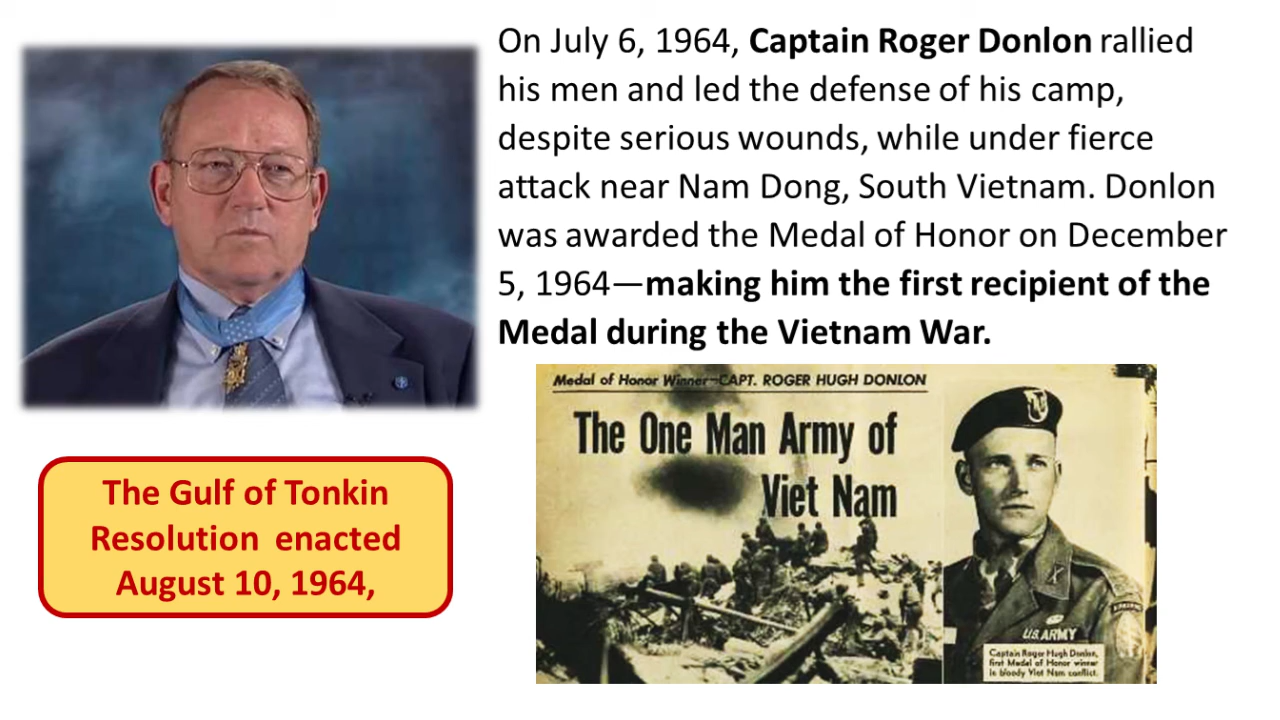 On July 6, 1964, Captain Roger Donlon rallied
his men and led the defense of his camp,
despite serious wounds, while under fierce
attack near Nam Dong, South Vietnam. Donlon
was awarded the Medal of Honor on December
5, 1964—making him the first recipient of the
Medal during the Vietnam War.
The Gulf of Tonkin
Resolution  enacted
August 10, 1964,
Medal of Honor Winner—CAPT. ROGER HUGH DONLON
The One Man Army of
Viet Nam
U.S. ARMY
Captain Roger Hugh Donlon,
first Medal of Honor winner
in bloody Viet Nam conflict.